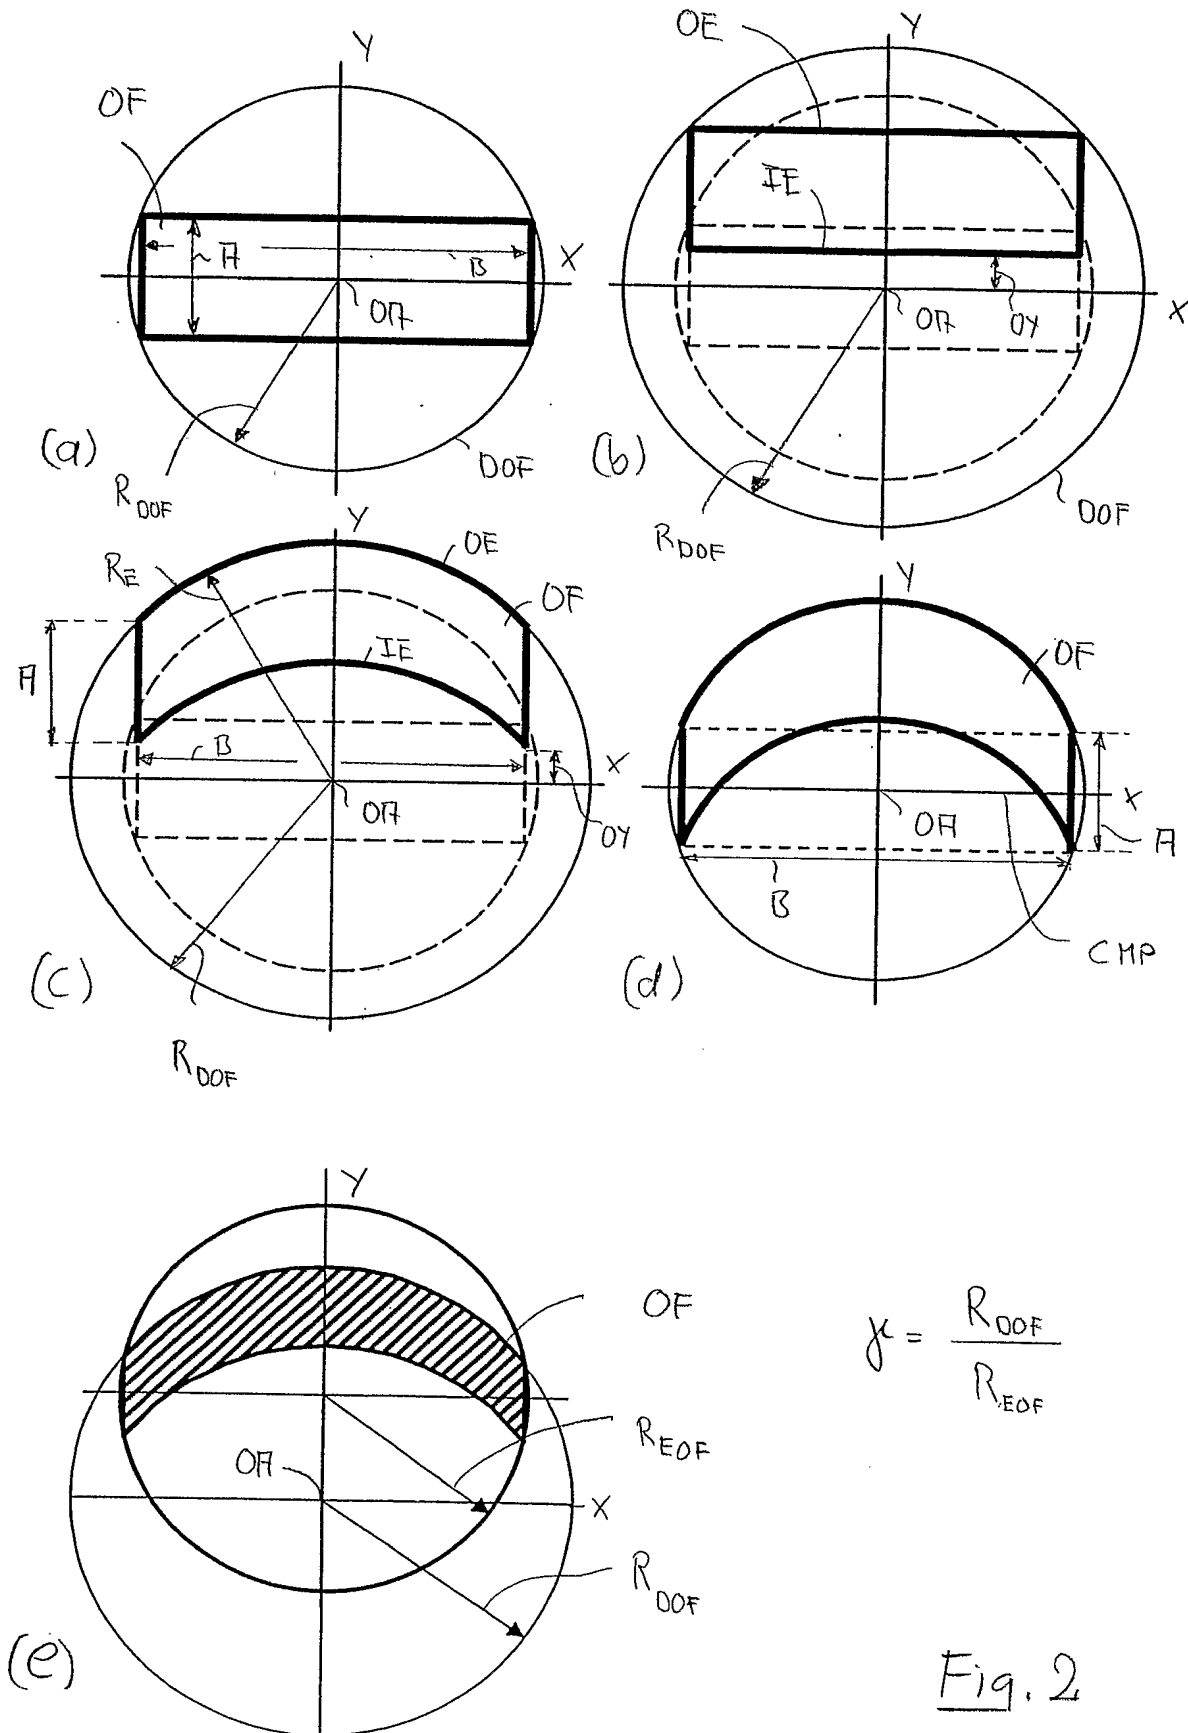 Y
OF
A
B
X
OA
R_DOF
DOF
(a)
OE
Y
IE
OA
OY
X
R_DOF
DOF
(b)
Y
R_E
OE
OF
IE
A
B
X
OA
OY
R_DOF
(c)
Y
OF
X
OA
A
B
CMP
(d)
Y
OF
R_EOF
OA
X
R_DOF
(e)
γ = R_DOF / R_EOF
Fig. 2